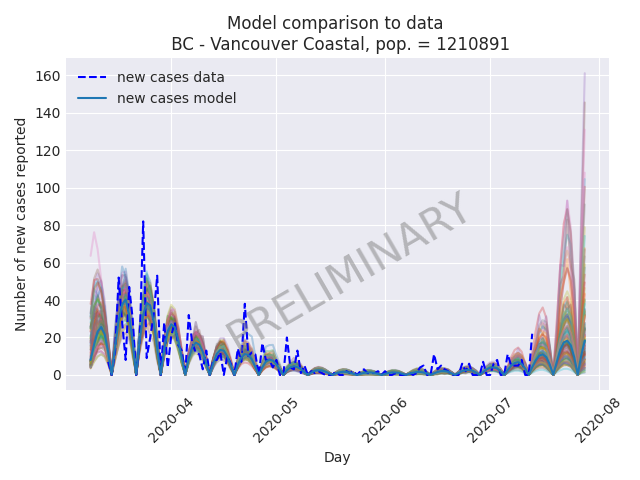 Model comparison to data
BC - Vancouver Coastal, pop. = 1210891
new cases data
new cases model
PRELIMINARY
Number of new cases reported
160
140
120
100
80
60
40
20
0
2020-04
2020-05
2020-06
2020-07
2020-08
Day